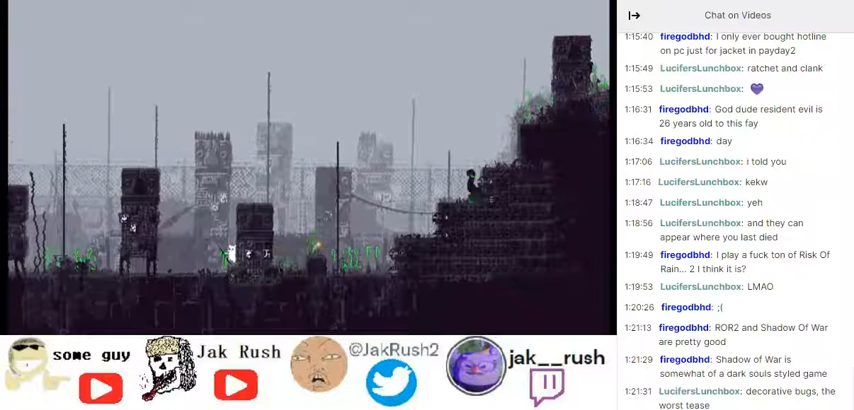 Chat on Videos
1:15:40 firegodbhd: I only ever bought hotline
on pc just for jacket in payday2
1:15:49 LucifersLunchbox: ratchet and clank
1:15:53 LucifersLunchbox:
1:16:31 firegodbhd: God dude resident evil is
26 years old to this fay
1:16:34 firegodbhd: day
1:17:06 LucifersLunchbox: i told you
1:17:16 LucifersLunchbox: kekw
1:18:47 LucifersLunchbox: yeh
1:18:56 LucifersLunchbox: and they can
appear where you last died
1:19:49 firegodbhd: I play a fuck ton of Risk Of
Rain... 2 I think it is?
1:19:53 LucifersLunchbox: LMAO
1:20:26 firegodbhd: ;(
1:21:13 firegodbhd: ROR2 and Shadow Of War
are pretty good
1:21:29 firegodbhd: Shadow of War is
somewhat of a dark souls styled game
1:21:31 LucifersLunchbox: decorative bugs, the
worst tease
some guy
Jak Rush
@JakRush2
jak__rush